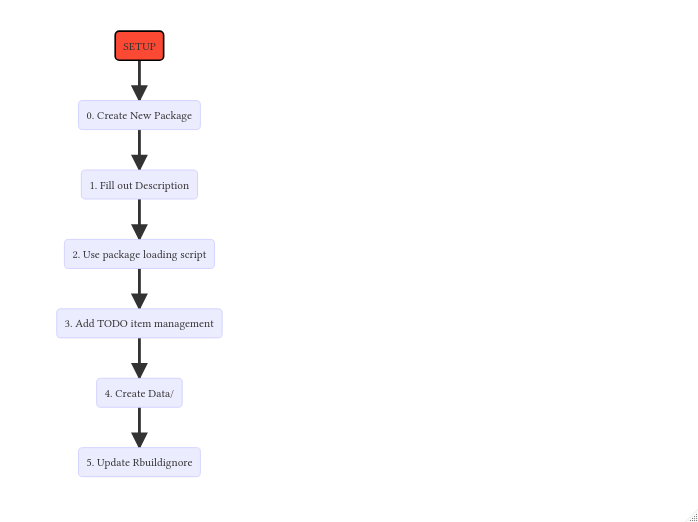 SETUP
0. Create New Package
1. Fill out Description
2. Use package loading script
3. Add TODO item management
4. Create Data/
5. Update Rbuildignore